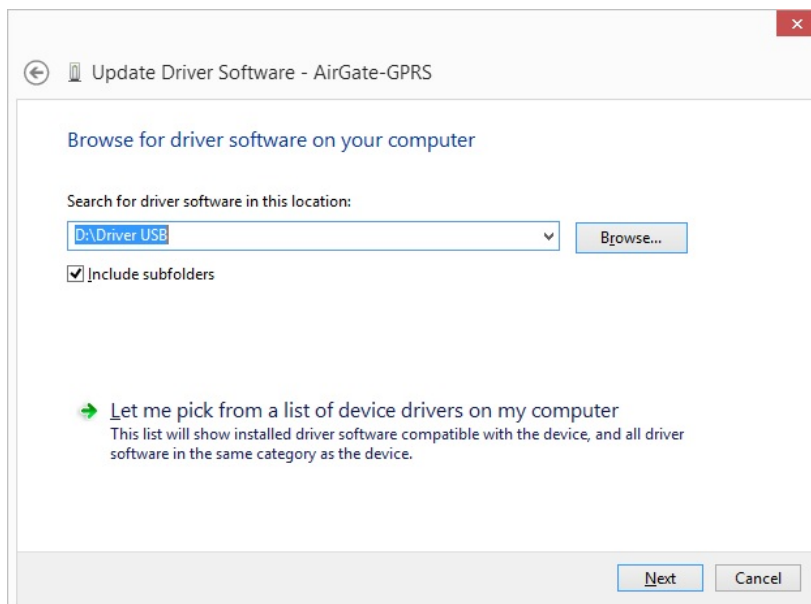 Update Driver Software - AirGate-GPRS
Browse for driver software on your computer
Search for driver software in this location:
D:\Driver USB
Browse...
Include subfolders
Let me pick from a list of device drivers on my computer
This list will show installed driver software compatible with the device, and all driver
software in the same category as the device.
Next
Cancel